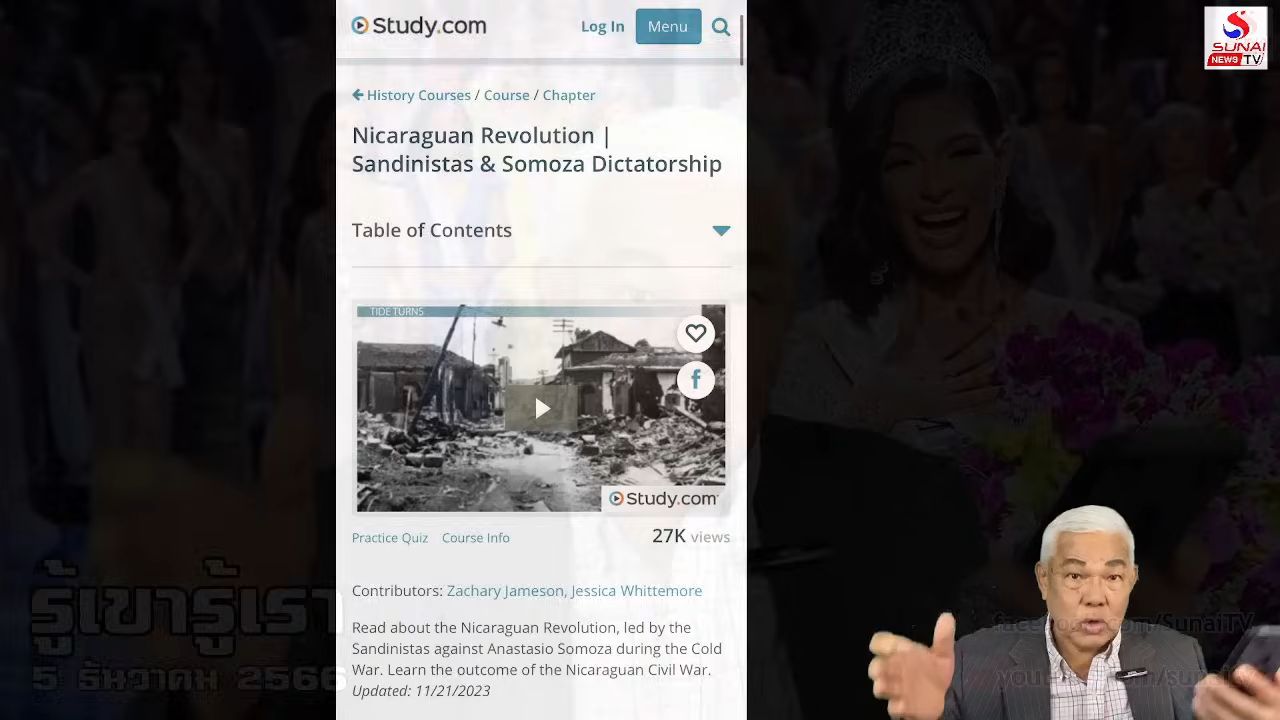 Study.com
Log In
Menu
SUNAI
NEWS TV
History Courses / Course / Chapter
Nicaraguan Revolution |
Sandinistas & Somoza Dictatorship
Table of Contents
TIDE TURNS
Study.com
Practice Quiz Course Info
27K views
Contributors: Zachary Jameson, Jessica Whittemore
Read about the Nicaraguan Revolution, led by the
Sandinistas against Anastasio Somoza during the Cold
War. Learn the outcome of the Nicaraguan Civil War.
Updated: 11/21/2023
รู้เขารู้เรา
5 ธันวาคม 2566
facebook.com/SunaiTV
youtube.com/sunaitv